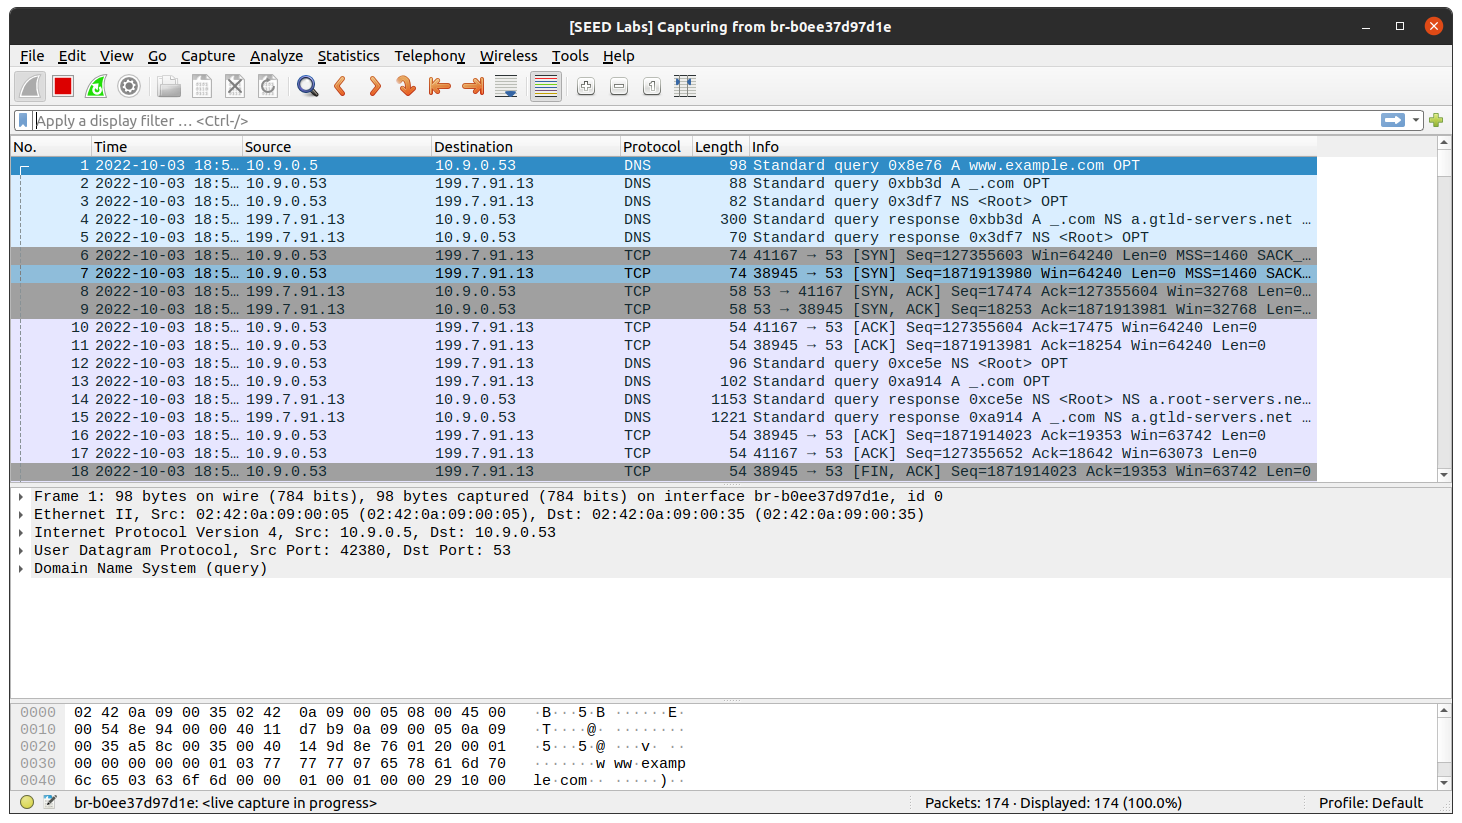 [SEED Labs] Capturing from br-b0ee37d97d1e
File Edit View Go Capture Analyze Statistics Telephony Wireless Tools Help
Apply a display filter … <Ctrl-/>
No. Time Source Destination Protocol Length Info
1 2022-10-03 18:5… 10.9.0.5 10.9.0.53 DNS 98 Standard query 0x8e76 A www.example.com OPT
2 2022-10-03 18:5… 10.9.0.53 199.7.91.13 DNS 88 Standard query 0xbb3d A _.com OPT
3 2022-10-03 18:5… 10.9.0.53 199.7.91.13 DNS 82 Standard query 0x3df7 NS <Root> OPT
4 2022-10-03 18:5… 199.7.91.13 10.9.0.53 DNS 300 Standard query response 0xbb3d A _.com NS a.gtld-servers.net …
5 2022-10-03 18:5… 199.7.91.13 10.9.0.53 DNS 70 Standard query response 0x3df7 NS <Root> OPT
6 2022-10-03 18:5… 10.9.0.53 199.7.91.13 TCP 74 41167 → 53 [SYN] Seq=127355603 Win=64240 Len=0 MSS=1460 SACK_…
7 2022-10-03 18:5… 10.9.0.53 199.7.91.13 TCP 74 38945 → 53 [SYN] Seq=1871913980 Win=64240 Len=0 MSS=1460 SACK…
8 2022-10-03 18:5… 199.7.91.13 10.9.0.53 TCP 58 53 → 41167 [SYN, ACK] Seq=17474 Ack=127355604 Win=32768 Len=0…
9 2022-10-03 18:5… 199.7.91.13 10.9.0.53 TCP 58 53 → 38945 [SYN, ACK] Seq=18253 Ack=1871913981 Win=32768 Len=…
10 2022-10-03 18:5… 10.9.0.53 199.7.91.13 TCP 54 41167 → 53 [ACK] Seq=127355604 Ack=17475 Win=64240 Len=0
11 2022-10-03 18:5… 10.9.0.53 199.7.91.13 TCP 54 38945 → 53 [ACK] Seq=1871913981 Ack=18254 Win=64240 Len=0
12 2022-10-03 18:5… 10.9.0.53 199.7.91.13 DNS 96 Standard query 0xce5e NS <Root> OPT
13 2022-10-03 18:5… 10.9.0.53 199.7.91.13 DNS 102 Standard query 0xa914 A _.com OPT
14 2022-10-03 18:5… 199.7.91.13 10.9.0.53 DNS 1153 Standard query response 0xce5e NS <Root> NS a.root-servers.ne…
15 2022-10-03 18:5… 199.7.91.13 10.9.0.53 DNS 1221 Standard query response 0xa914 A _.com NS a.gtld-servers.net …
16 2022-10-03 18:5… 10.9.0.53 199.7.91.13 TCP 54 38945 → 53 [ACK] Seq=1871914023 Ack=19353 Win=63742 Len=0
17 2022-10-03 18:5… 10.9.0.53 199.7.91.13 TCP 54 41167 → 53 [ACK] Seq=127355652 Ack=18642 Win=63073 Len=0
18 2022-10-03 18:5… 10.9.0.53 199.7.91.13 TCP 54 38945 → 53 [FIN, ACK] Seq=1871914023 Ack=19353 Win=63742 Len=0
Frame 1: 98 bytes on wire (784 bits), 98 bytes captured (784 bits) on interface br-b0ee37d97d1e, id 0
Ethernet II, Src: 02:42:0a:09:00:05 (02:42:0a:09:00:05), Dst: 02:42:0a:09:00:35 (02:42:0a:09:00:35)
Internet Protocol Version 4, Src: 10.9.0.5, Dst: 10.9.0.53
User Datagram Protocol, Src Port: 42380, Dst Port: 53
Domain Name System (query)
0000 02 42 0a 09 00 35 02 42 0a 09 00 05 08 00 45 00 ·B···5·B ······E·
0010 00 54 8e 94 00 00 40 11 d7 b9 0a 09 00 05 0a 09 ·T····@· ········
0020 00 35 a5 8c 00 35 00 40 14 9d 8e 76 01 20 00 01 ·5···5·@ ···v· ··
0030 00 00 00 00 00 01 03 77 77 77 07 65 78 61 6d 70 ·······w ww·examp
0040 6c 65 03 63 6f 6d 00 00 01 00 01 00 00 29 10 00 le·com·· ·····)··
br-b0ee37d97d1e: <live capture in progress> Packets: 174 · Displayed: 174 (100.0%) Profile: Default